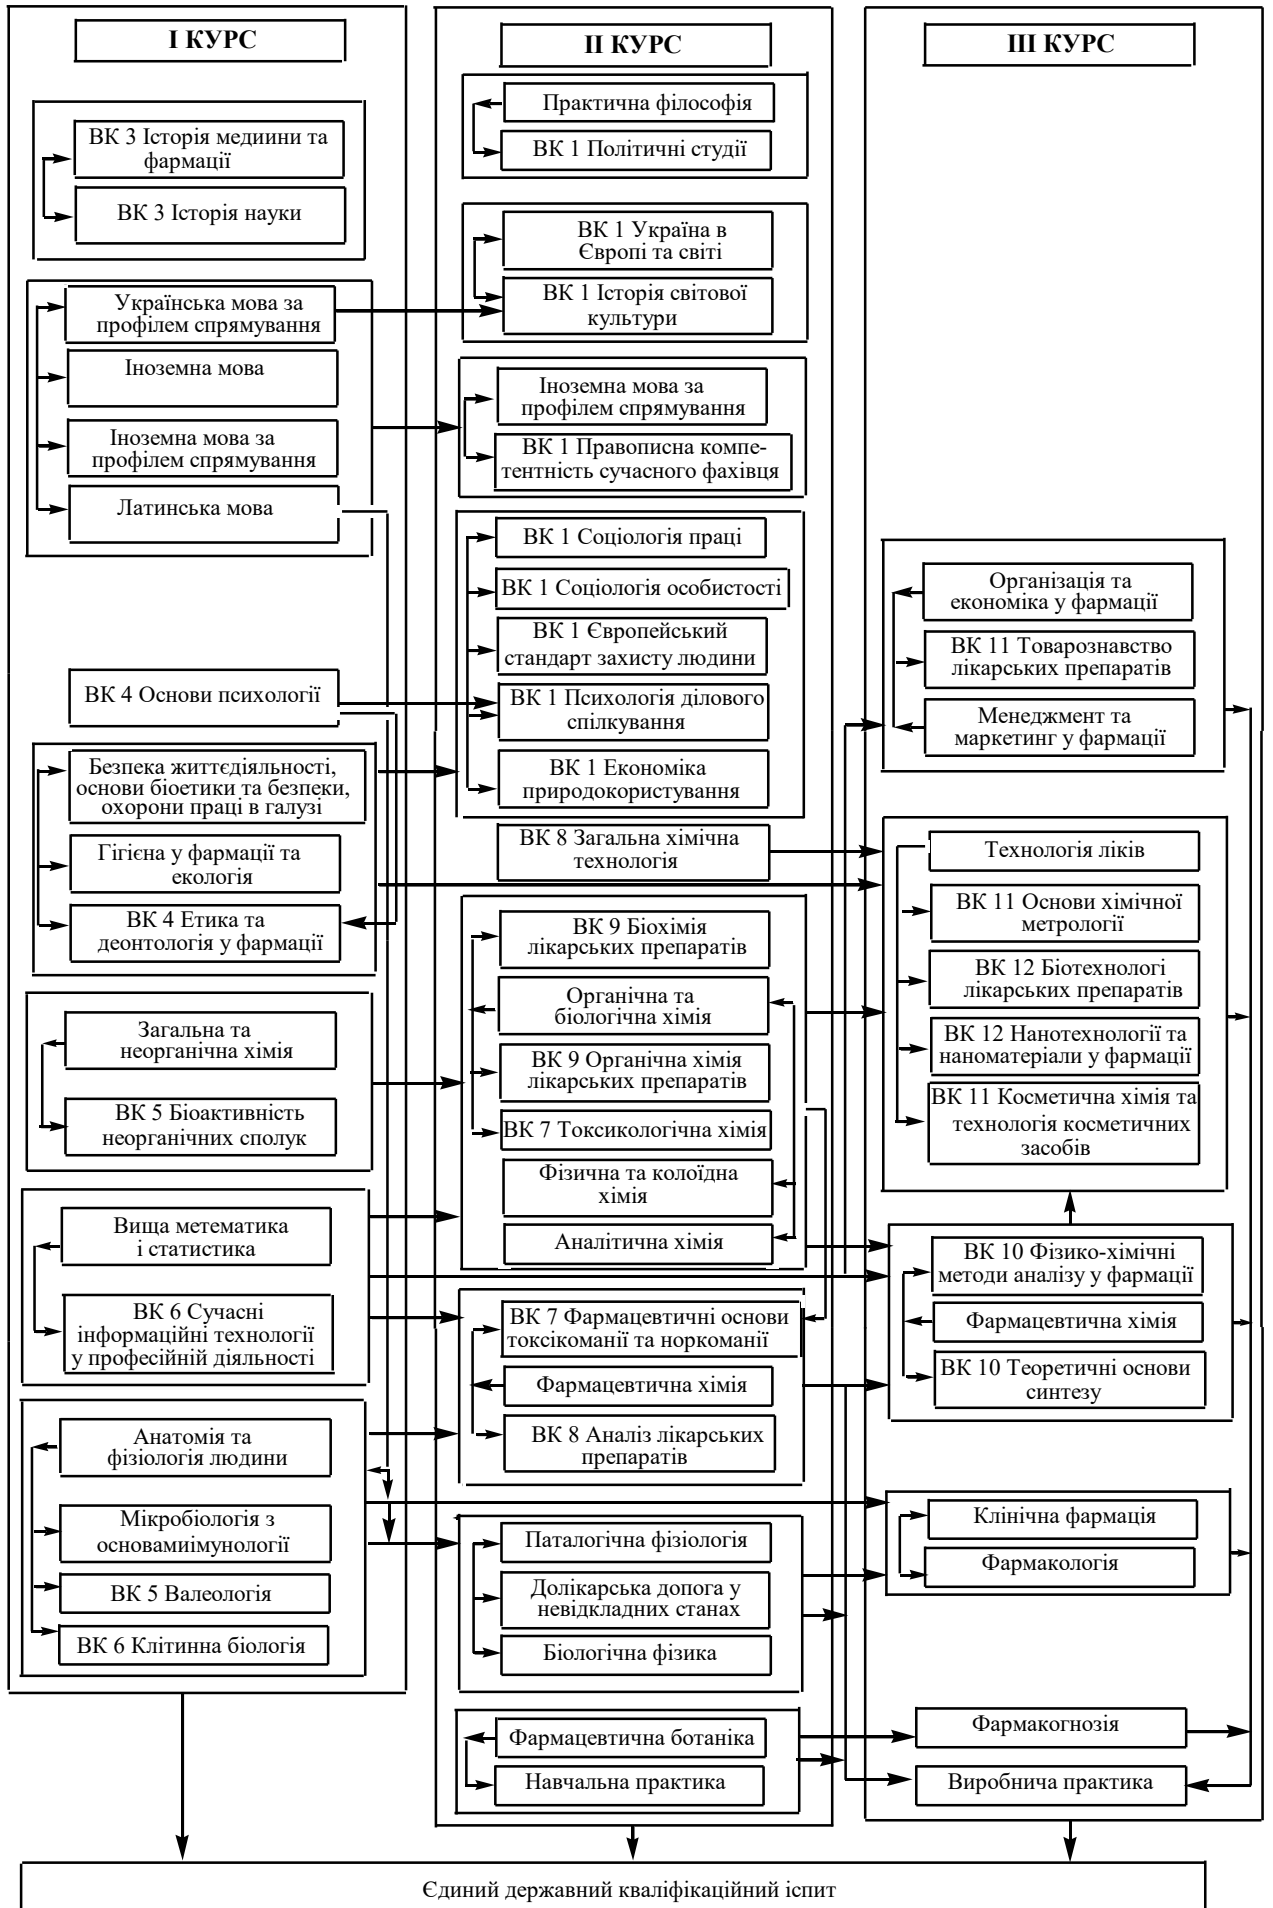 І КУРС
ВК 3 Історія медиини та
фармації
ВК 3 Історія науки
Українська мова за
профілем спрямування
Іноземна мова
Іноземна мова за
профілем спрямування
Латинська мова
ВК 4 Основи психології
Безпека життєдіяльності,
основи біоетики та безпеки,
охорони праці в галузі
Гігієна у фармації та
екологія
ВК 4 Етика та
деонтологія у фармації
Загальна та
неорганічна хімія
ВК 5 Біоактивність
неорганічних сполук
Вища метематика
і статистика
ВК 6 Сучасні
інформаційні технології
у професійній діяльності
Анатомія та
фізіологія людини
Мікробіологія з
основамиімунології
ВК 5 Валеологія
ВК 6 Клітинна біологія
ІІ КУРС
Практична філософія
ВК 1 Політичні студії
ВК 1 Україна в
Європі та світі
ВК 1 Історія світової
культури
Іноземна мова за
профілем спрямування
ВК 1 Правописна компе-
тентність сучасного фахівця
ВК 1 Соціологія праці
ВК 1 Соціологія особистості
ВК 1 Європейський
стандарт захисту людини
ВК 1 Психологія ділового
спілкування
ВК 1 Економіка
природокористування
ВК 8 Загальна хімічна
технологія
ВК 9 Біохімія
лікарських препаратів
Органічна та
біологічна хімія
ВК 9 Органічна хімія
лікарських препаратів
ВК 7 Токсикологічна хімія
Фізична та колоїдна
хімія
Аналітична хімія
ВК 7 Фармацевтичні основи
токсікоманії та норкоманії
Фармацевтична хімія
ВК 8 Аналіз лікарських
препаратів
Паталогічна фізіологія
Долікарська допога у
невідкладних станах
Біологічна фізика
Фармацевтична ботаніка
Навчальна практика
ІІІ КУРС
Організація та
економіка у фармації
ВК 11 Товарознавство
лікарських препаратів
Менеджмент та
маркетинг у фармації
Технологія ліків
ВК 11 Основи хімічної
метрології
ВК 12 Біотехнологі
лікарських препаратів
ВК 12 Нанотехнології та
наноматеріали у фармації
ВК 11 Косметична хімія та
технологія косметичних
засобів
ВК 10 Фізико-хімічні
методи аналізу у фармації
Фармацевтична хімія
ВК 10 Теоретичні основи
синтезу
Клінічна фармація
Фармакологія
Фармакогнозія
Виробнича практика
Єдиний державний кваліфікаційний іспит